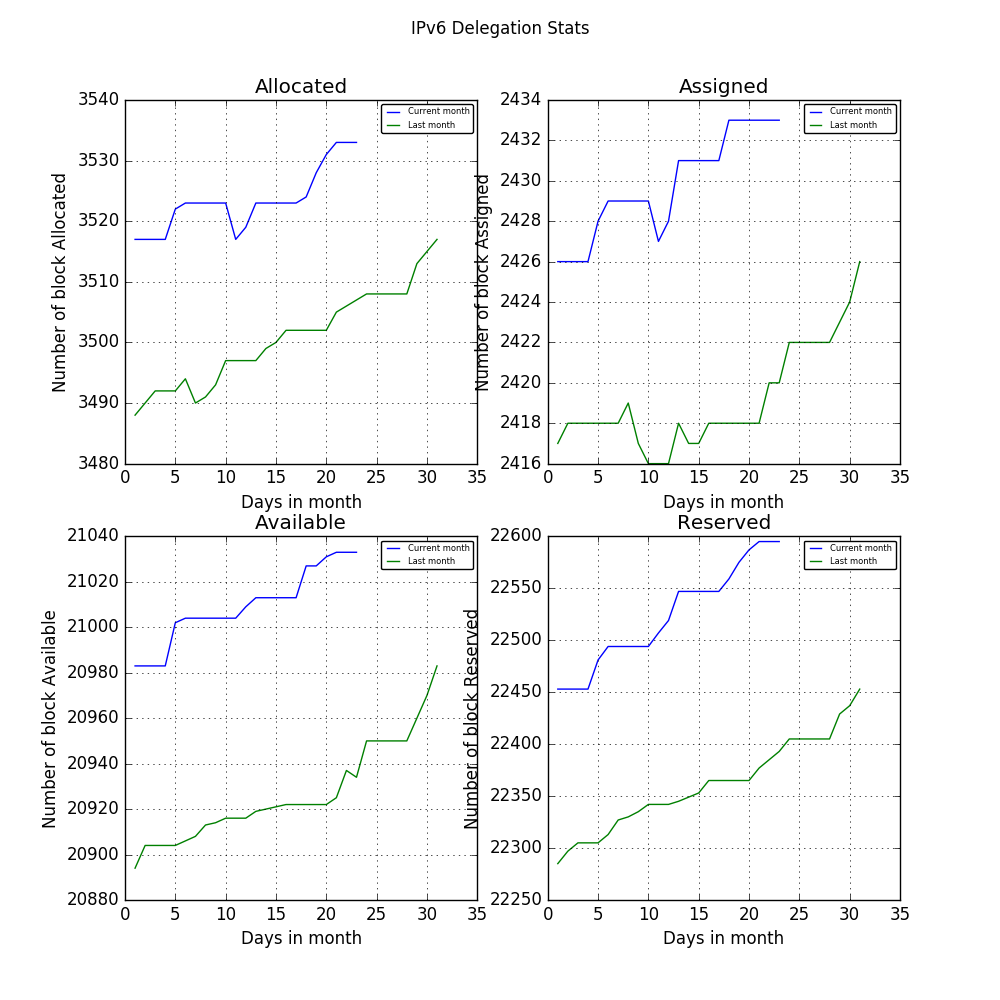 IPv6 Delegation Stats
Allocated
Number of block Allocated
3540
3530
3520
3510
3500
3490
3480
Current month
Last month
0 5 10 15 20 25 30 35
Days in month
Assigned
Number of block Assigned
2434
2432
2430
2428
2426
2424
2422
2420
2418
2416
Current month
Last month
0 5 10 15 20 25 30 35
Days in month
Available
Number of block Available
21040
21020
21000
20980
20960
20940
20920
20900
20880
Current month
Last month
0 5 10 15 20 25 30 35
Days in month
Reserved
Number of block Reserved
22600
22550
22500
22450
22400
22350
22300
22250
Current month
Last month
0 5 10 15 20 25 30 35
Days in month